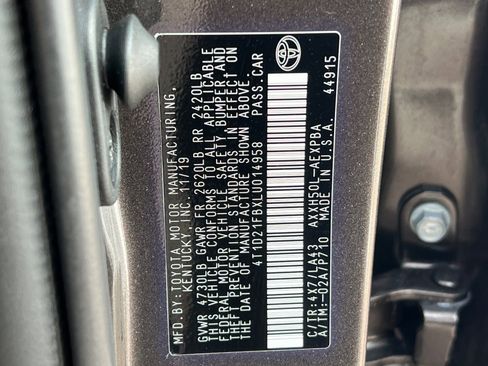 MFD.BY:TOYOTA MOTOR MANUFACTURING,
KENTUCKY, INC. 11/19
GVWR 4730LB GAWR FR 2620LB RR 2420LB
THIS VEHICLE CONFORMS TO ALL APPLICABLE
FEDERAL MOTOR VEHICLE SAFETY BUMPER AND
THEFT PREVENTION STANDARDS IN EFFECT ON
THE DATE OF MANUFACTURE SHOWN ABOVE.
4T1D21FBXLU014958 PASS.CAR
C/TR:4X7/LA43 AXXH50L-AEXPBA
A/TM:-02A/P710 MADE IN U.S.A.
44915